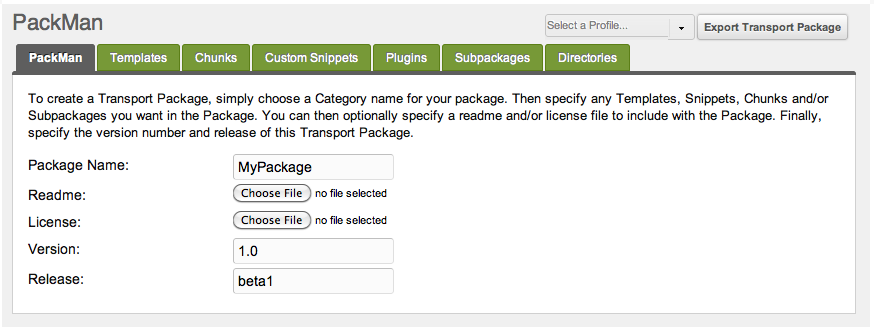 PackMan
Select a Profile...
Export Transport Package
PackMan Templates Chunks Custom Snippets Plugins Subpackages Directories
To create a Transport Package, simply choose a Category name for your package. Then specify any Templates, Snippets, Chunks and/or
Subpackages you want in the Package. You can then optionally specify a readme and/or license file to include with the Package. Finally,
specify the version number and release of this Transport Package.
Package Name: MyPackage
Readme: Choose File no file selected
License: Choose File no file selected
Version: 1.0
Release: beta1